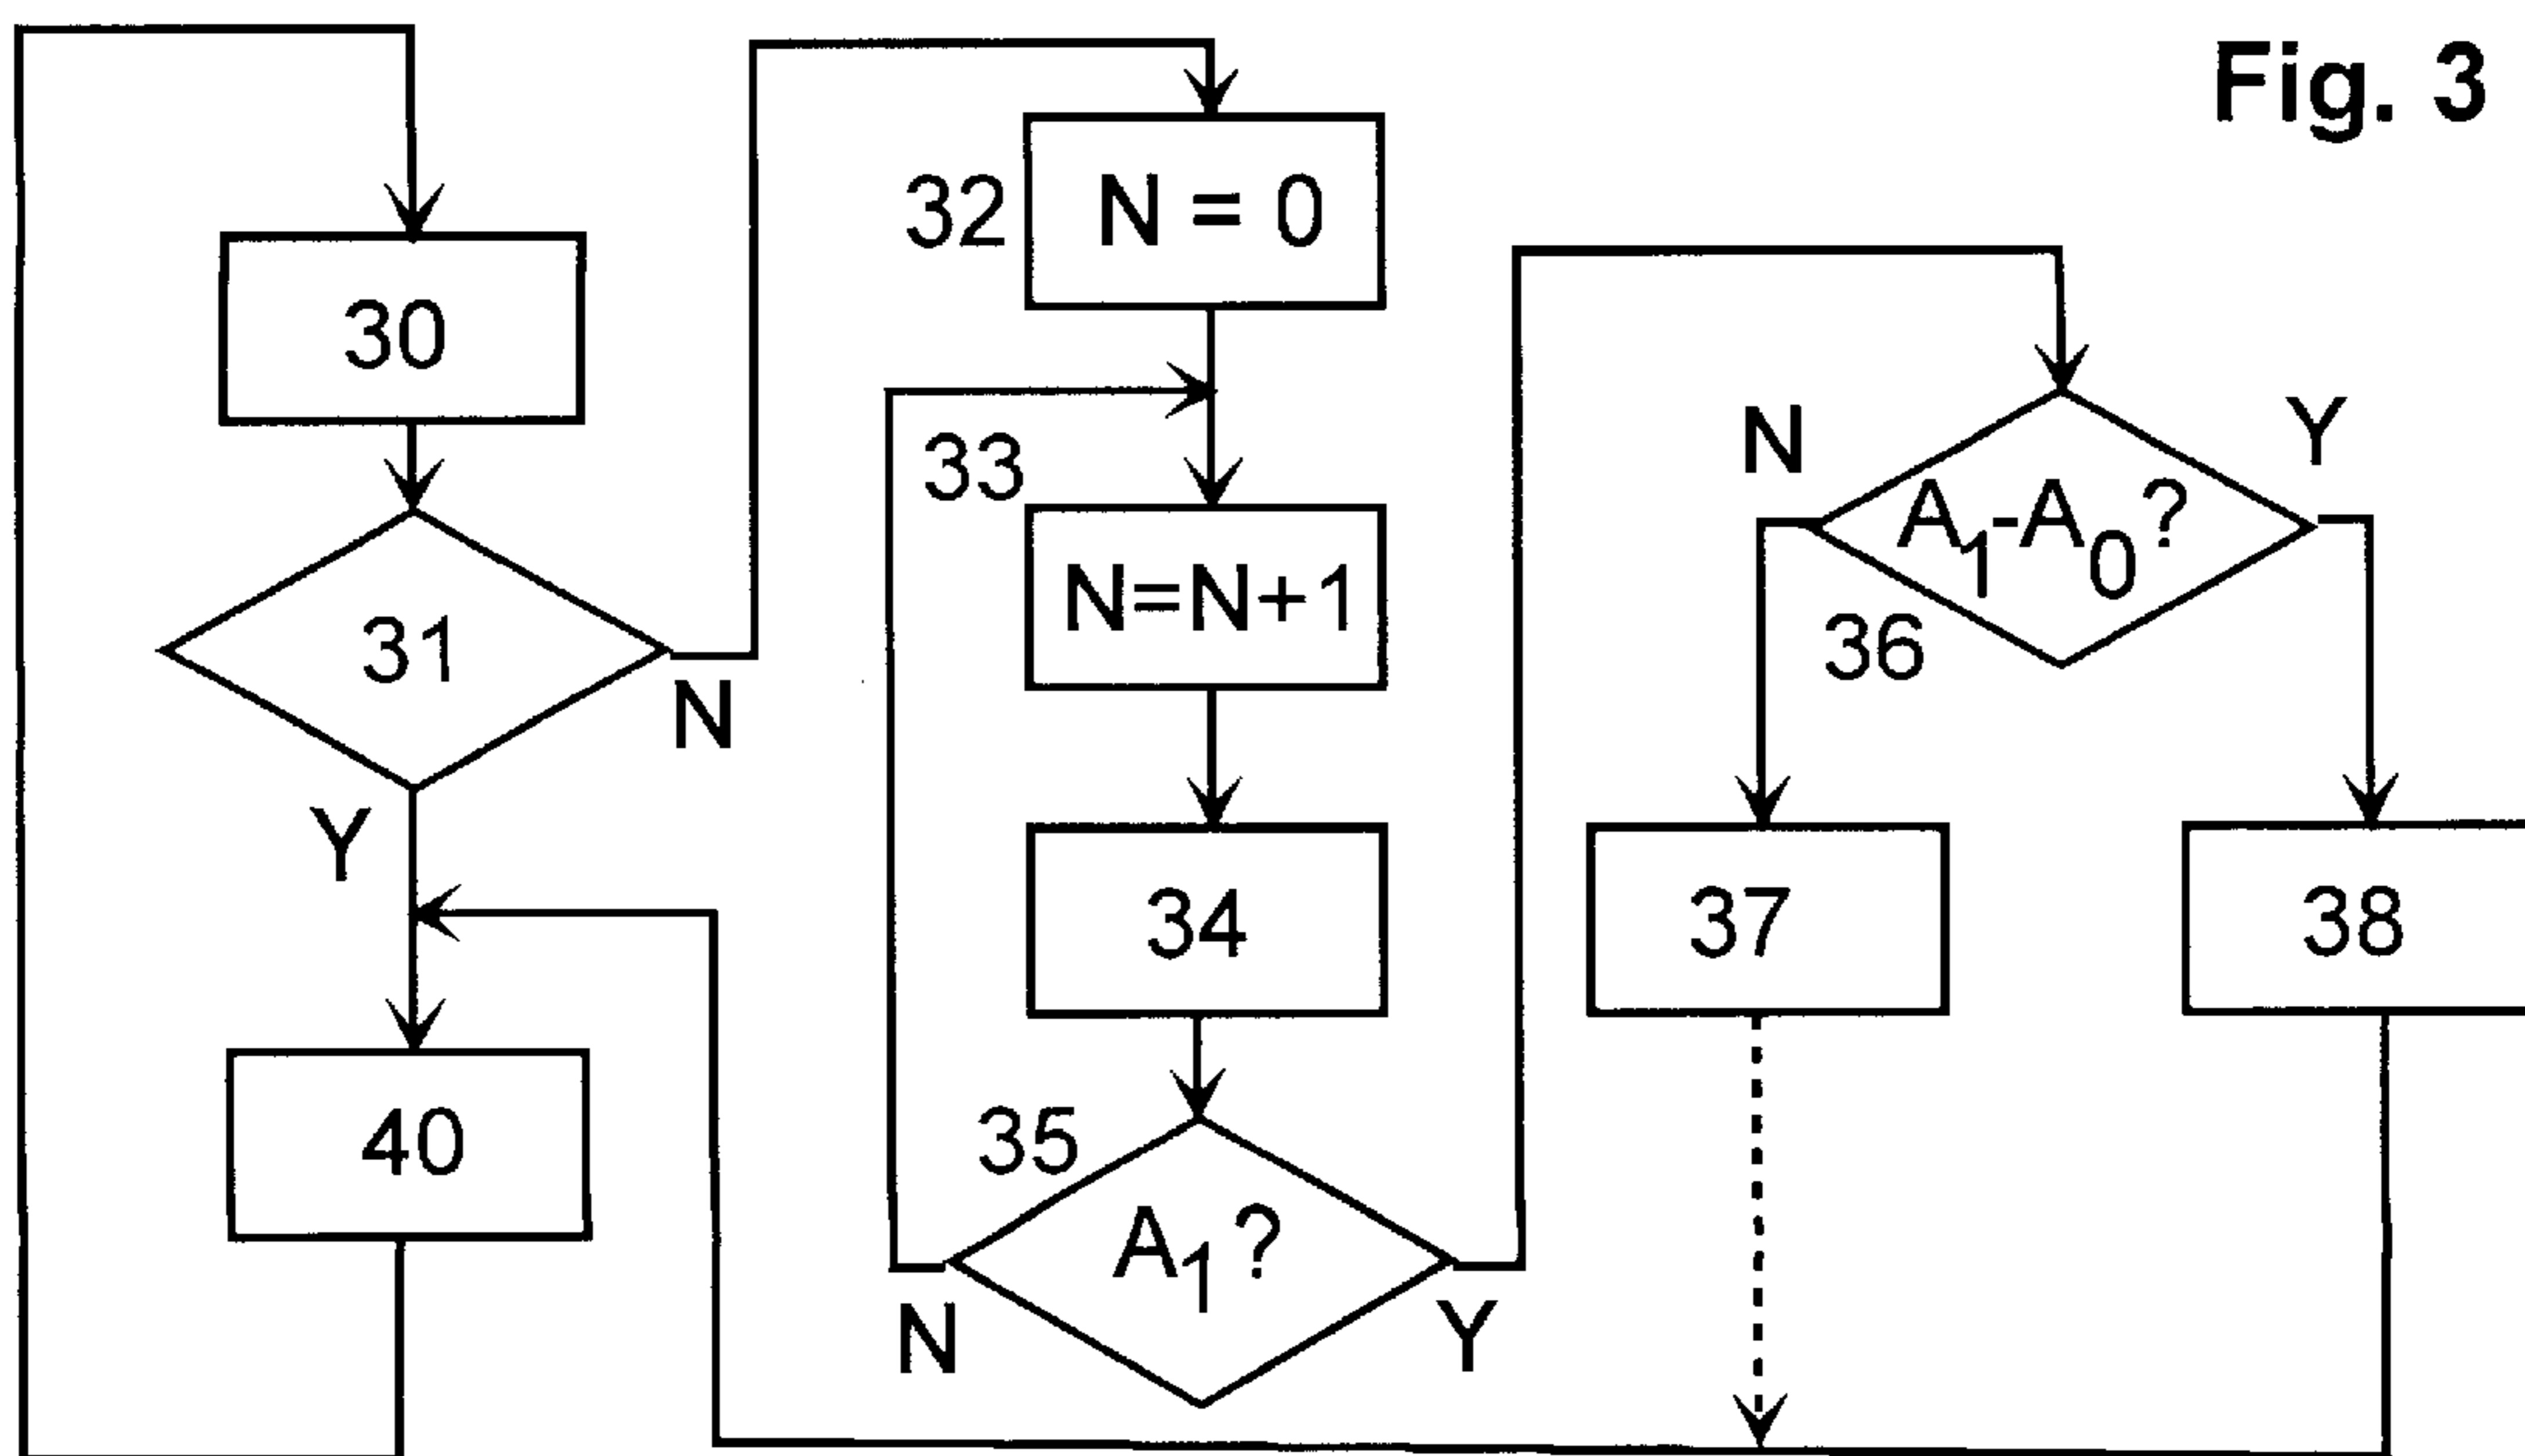 Fig. 3
30
31
N
Y
40
32
N = 0
33
N=N+1
34
35
A₁?
N
Y
N
Y
A₁-A₀?
36
37
38